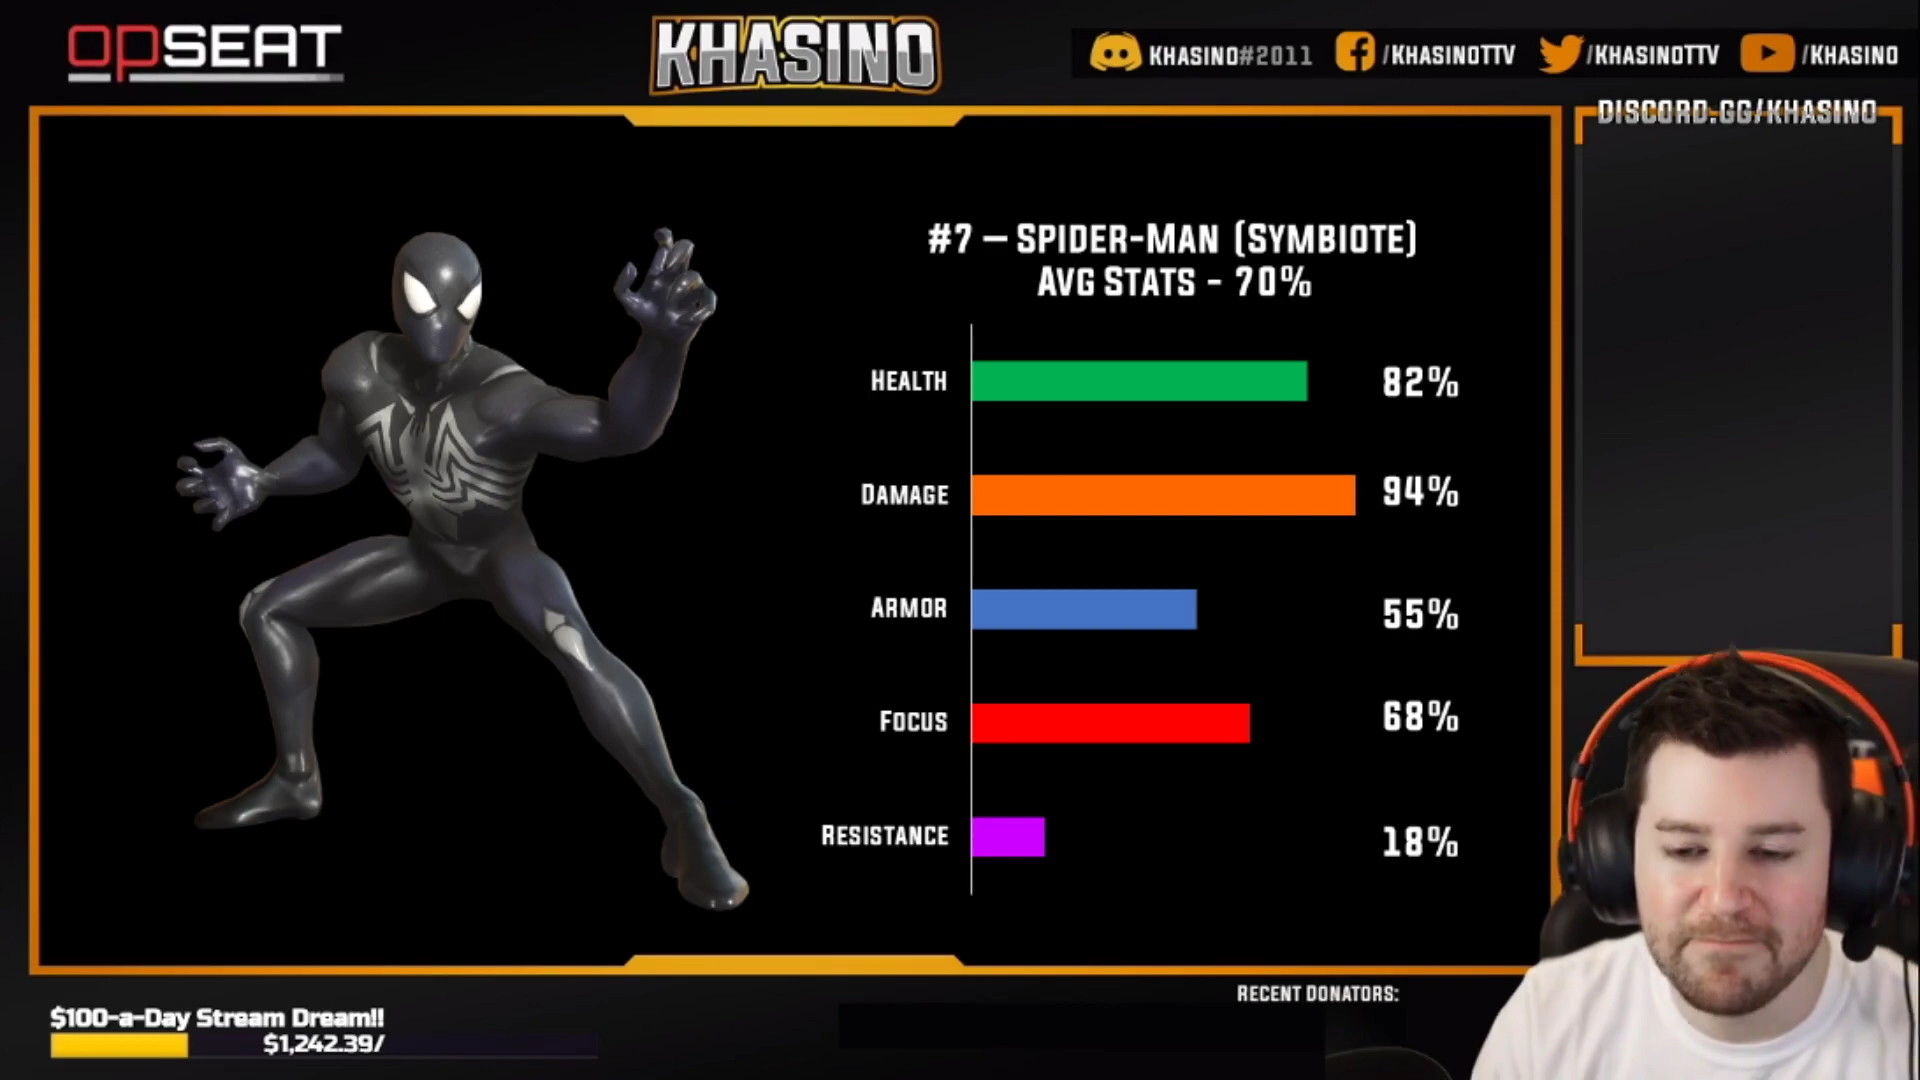 opSEAT
KHASINO
KHASINO#2011
/KHASINOTTV
/KHASINOTTV
/KHASINO
DISCORD.GG/KHASINO
#7 – SPIDER-MAN (SYMBIOTE)
AVG STATS - 70%
HEALTH 82%
DAMAGE 94%
ARMOR 55%
FOCUS 68%
RESISTANCE 18%
RECENT DONATORS:
$100-a-Day Stream Dream!!
$1,242.39/